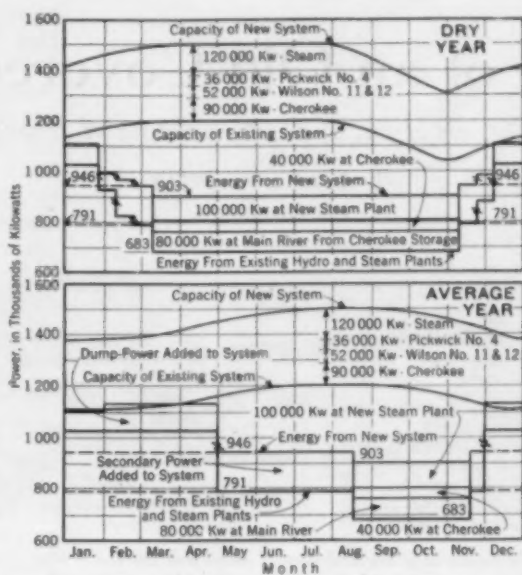 1 600
1 400
1 200
1 000
800
600
Capacity of New System
DRY
YEAR
120 000 Kw - Steam
36 000 Kw - Pickwick No. 4
52 000 Kw - Wilson No. 11 & 12
90 000 Kw - Cherokee
Capacity of Existing System
40 000 Kw at Cherokee
946
903
Energy From New System
946
791
100 000 Kw at New Steam Plant
791
683
80 000 Kw at Main River From Cherokee Storage
Energy From Existing Hydro and Steam Plants
Power, in Thousands of Kilowatts
1 600
1 400
1 200
1 000
800
600
Capacity of New System
AVERAGE
YEAR
120 000 Kw - Steam
36 000 Kw - Pickwick No. 4
52 000 Kw - Wilson No. 11 & 12
90 000 Kw - Cherokee
Dump-Power Added to System
Capacity of Existing System
100 000 Kw at New Steam Plant
946
Energy From New System
903
Secondary Power
Added to System
791
Energy From Existing Hydro
and Steam Plants
683
80 000 Kw at Main River
40 000 Kw at Cherokee
Jan. Feb. Mar. Apr. May Jun. Jul. Aug. Sep. Oct. Nov. Dec.
Month